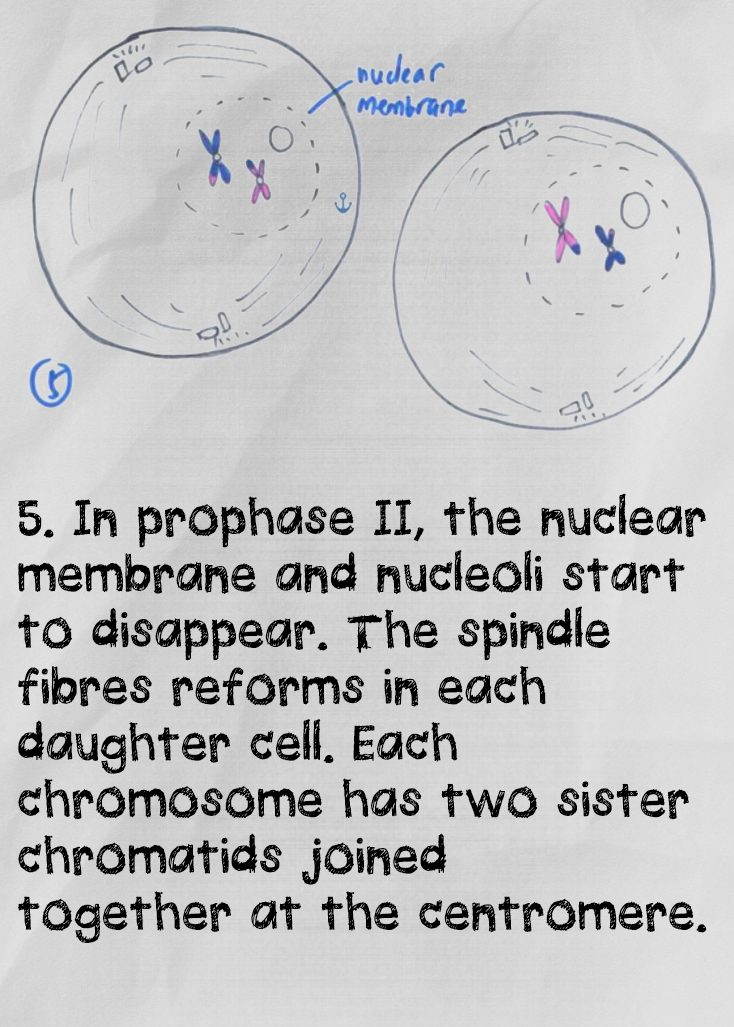 nuclear
membrane
5
5. In prophase II, the nuclear
membrane and nucleoli start
to disappear. The spindle
fibres reforms in each
daughter cell. Each
chromosome has two sister
chromatids joined
together at the centromere.